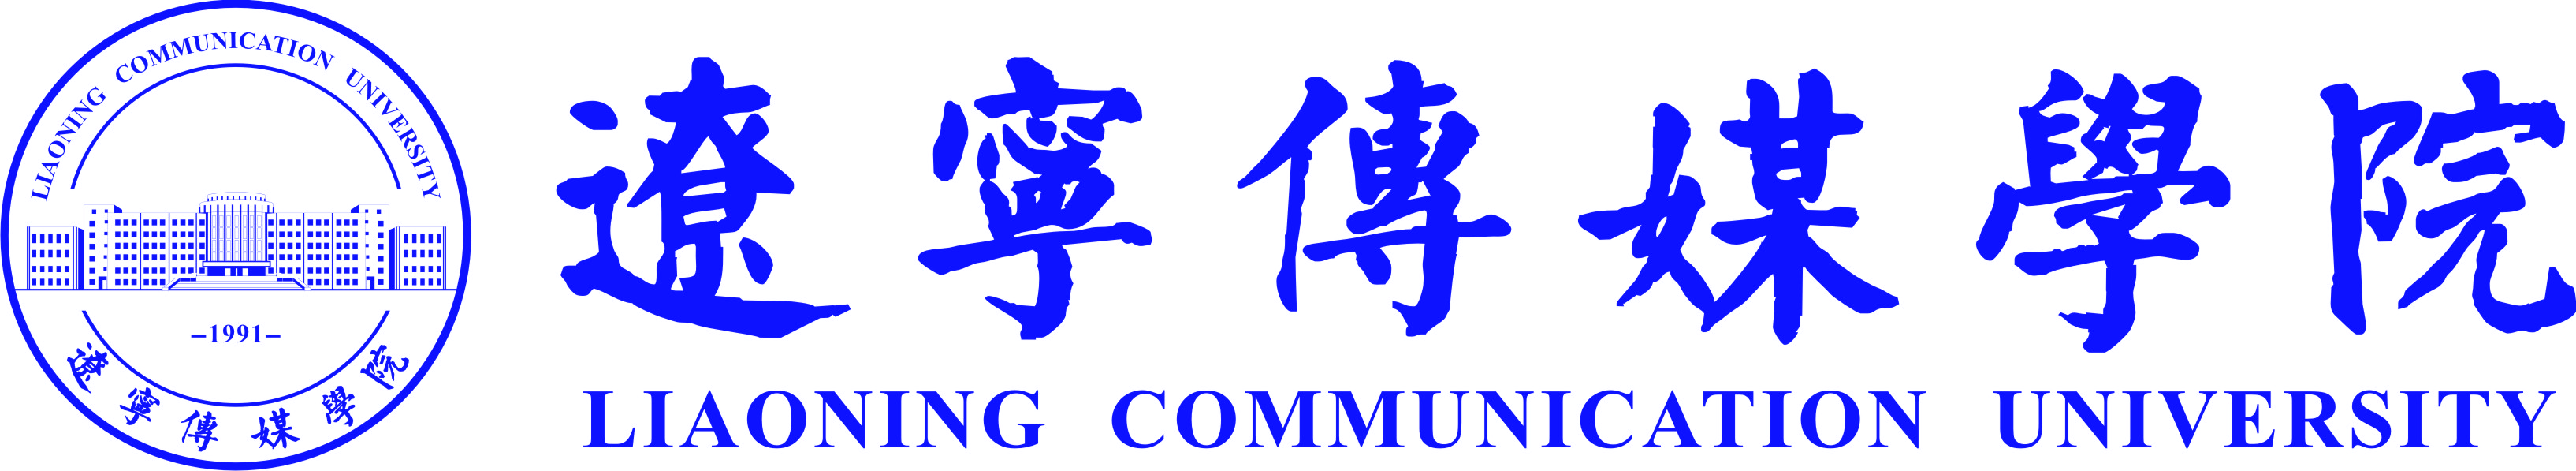 LIAONING COMMUNICATION UNIVERSITY
–1991–
遼寧傳媒學院
遼寧傳媒學院
LIAONING COMMUNICATION UNIVERSITY